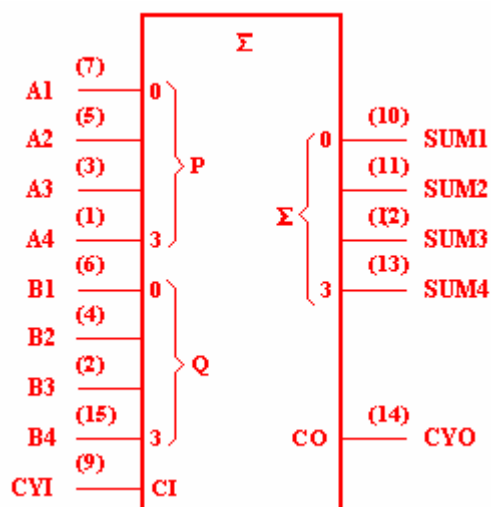 Σ
(7)
A1 0
(5) (10)
A2 0 SUM1
(3) P (11)
A3 SUM2
(1) Σ (12)
A4 3 SUM3
(6) (13)
B1 0 3 SUM4
(4)
B2
(2) Q
B3
(15) (14)
B4 3 CO CYO
(9)
CYI CI